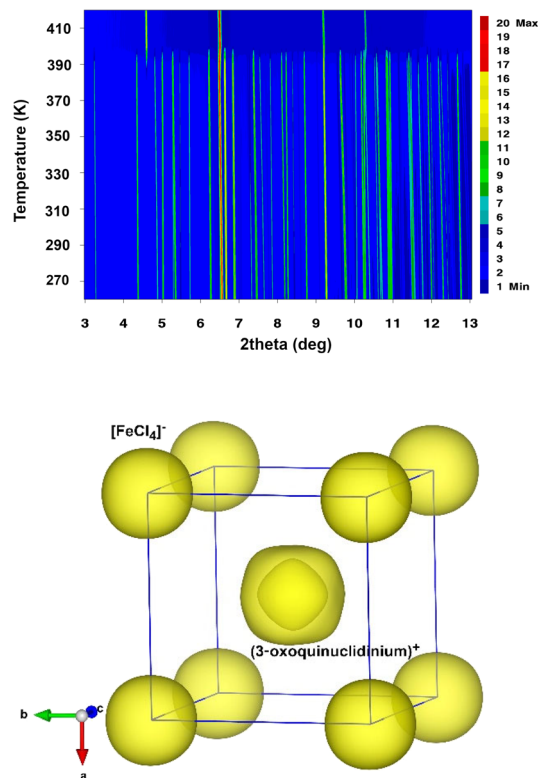 410
390
370
350
330
310
290
270
Temperature (K)
3 4 5 6 7 8 9 10 11 12 13
2theta (deg)
20 Max
19
18
17
16
15
14
13
12
11
10
9
8
7
6
5
4
3
2
1 Min
[FeCl₄]⁻
(3-oxoquinuclidinium)⁺
b
c
a